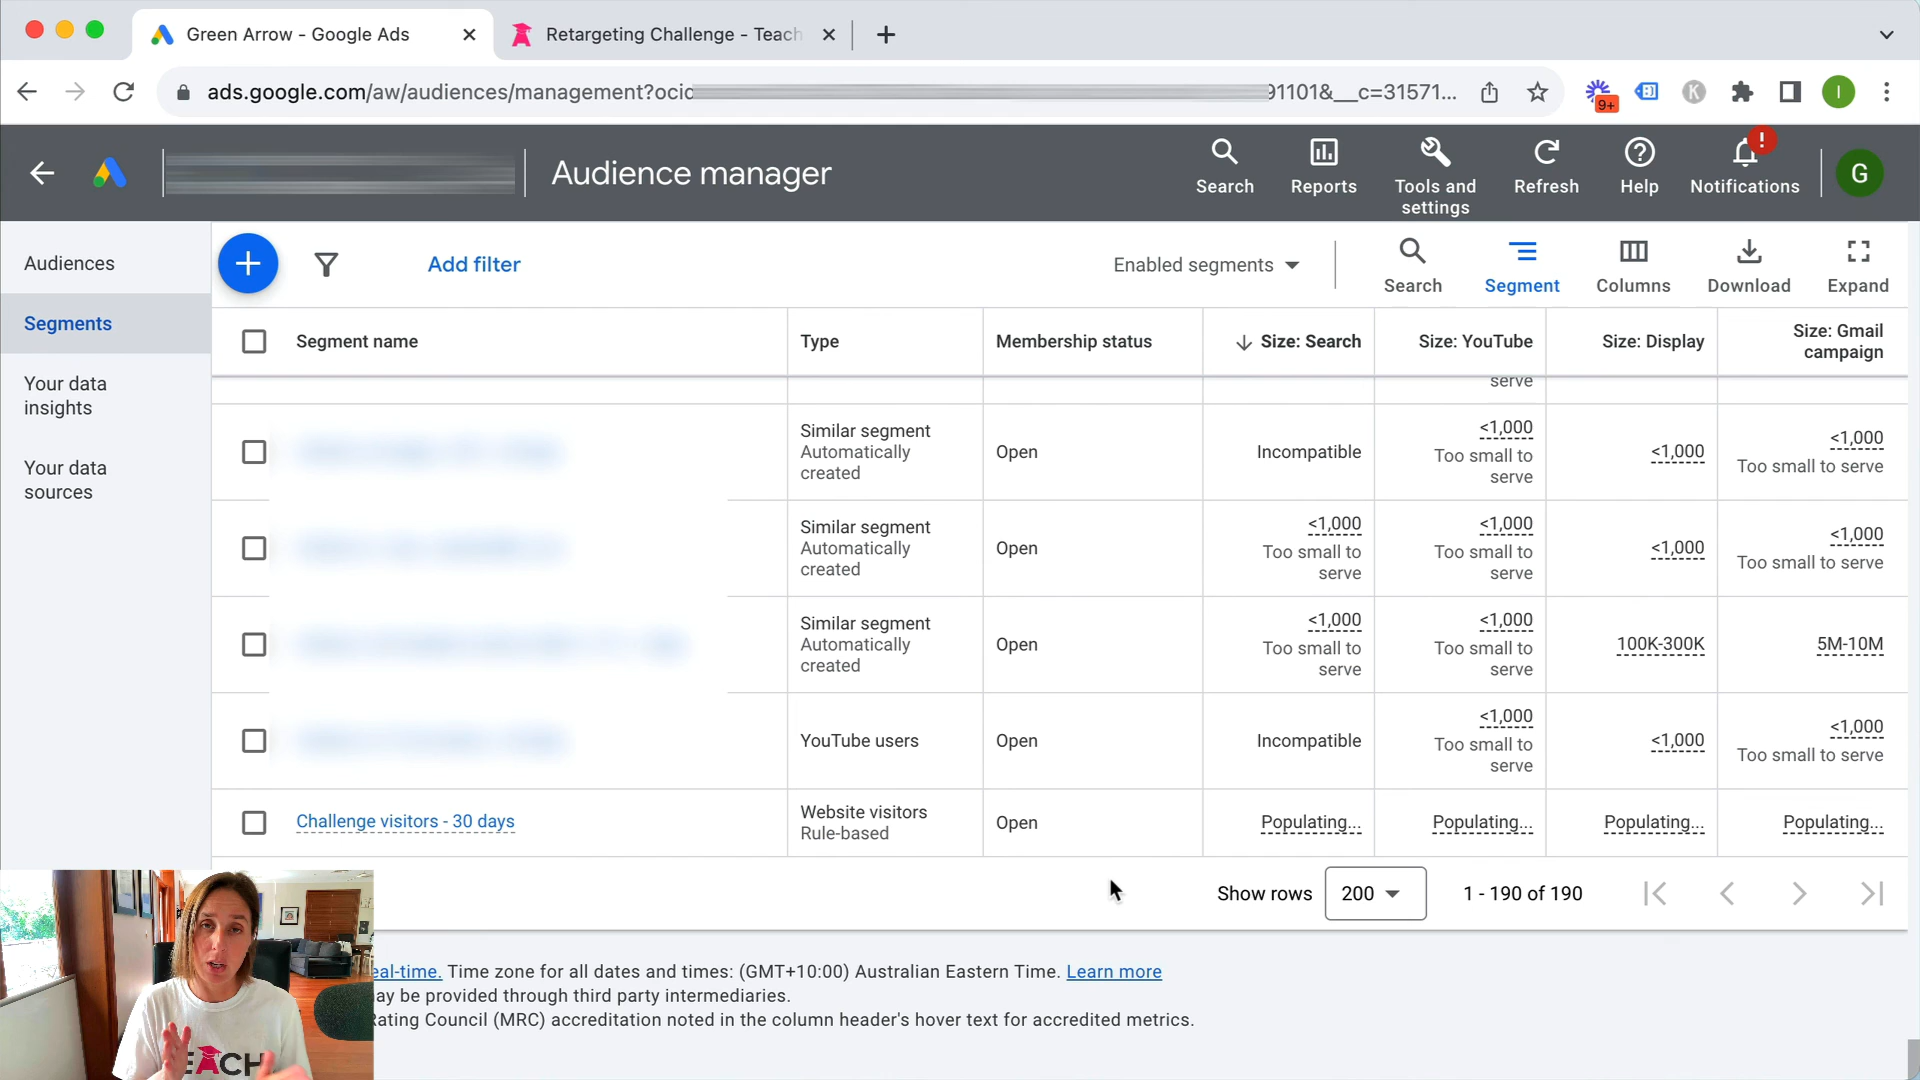 Green Arrow - Google Ads
Retargeting Challenge - Teach
ads.google.com/aw/audiences/management?ocid 91101&__c=31571...
9+
K
I
Audience manager
Search
Reports
Tools and
settings
Refresh
Help
!
Notifications
G
Audiences
Segments
Your data
insights
Your data
sources
Add filter
Enabled segments
Search
Segment
Columns
Download
Expand
Segment name
Type
Membership status
Size: Search
Size: YouTube
Size: Display
Size: Gmail
campaign
serve
Similar segment
Automatically
created
Open
Incompatible
<1,000
Too small to
serve
<1,000
<1,000
Too small to serve
Similar segment
Automatically
created
Open
<1,000
Too small to
serve
<1,000
Too small to
serve
<1,000
<1,000
Too small to serve
Similar segment
Automatically
created
Open
<1,000
Too small to
serve
<1,000
Too small to
serve
100K-300K
5M-10M
YouTube users
Open
Incompatible
<1,000
Too small to
serve
<1,000
<1,000
Too small to serve
Challenge visitors - 30 days
Website visitors
Rule-based
Open
Populating...
Populating...
Populating...
Populating...
Show rows
200
1 - 190 of 190
eal-time. Time zone for all dates and times: (GMT+10:00) Australian Eastern Time. Learn more
ay be provided through third party intermediaries.
Rating Council (MRC) accreditation noted in the column header's hover text for accredited metrics.
EACH